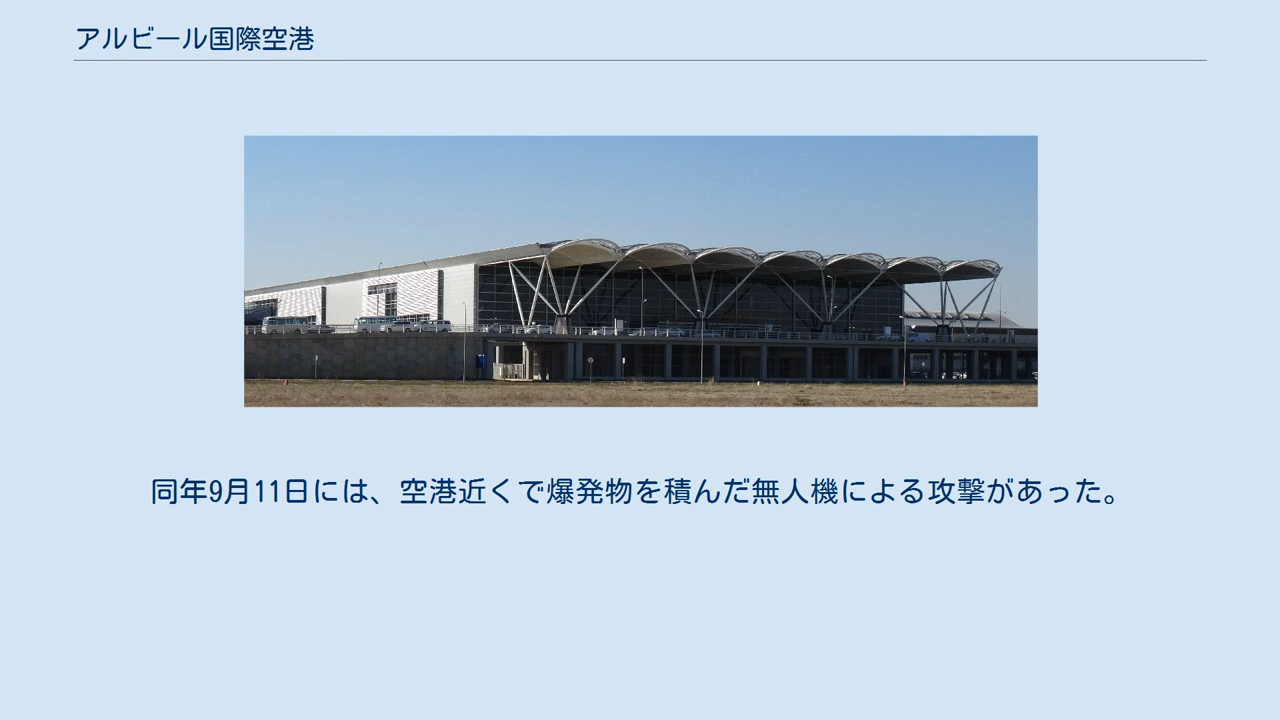 アルビール国際空港
同年9月11日には、空港近くで爆発物を積んだ無人機による攻撃があった。